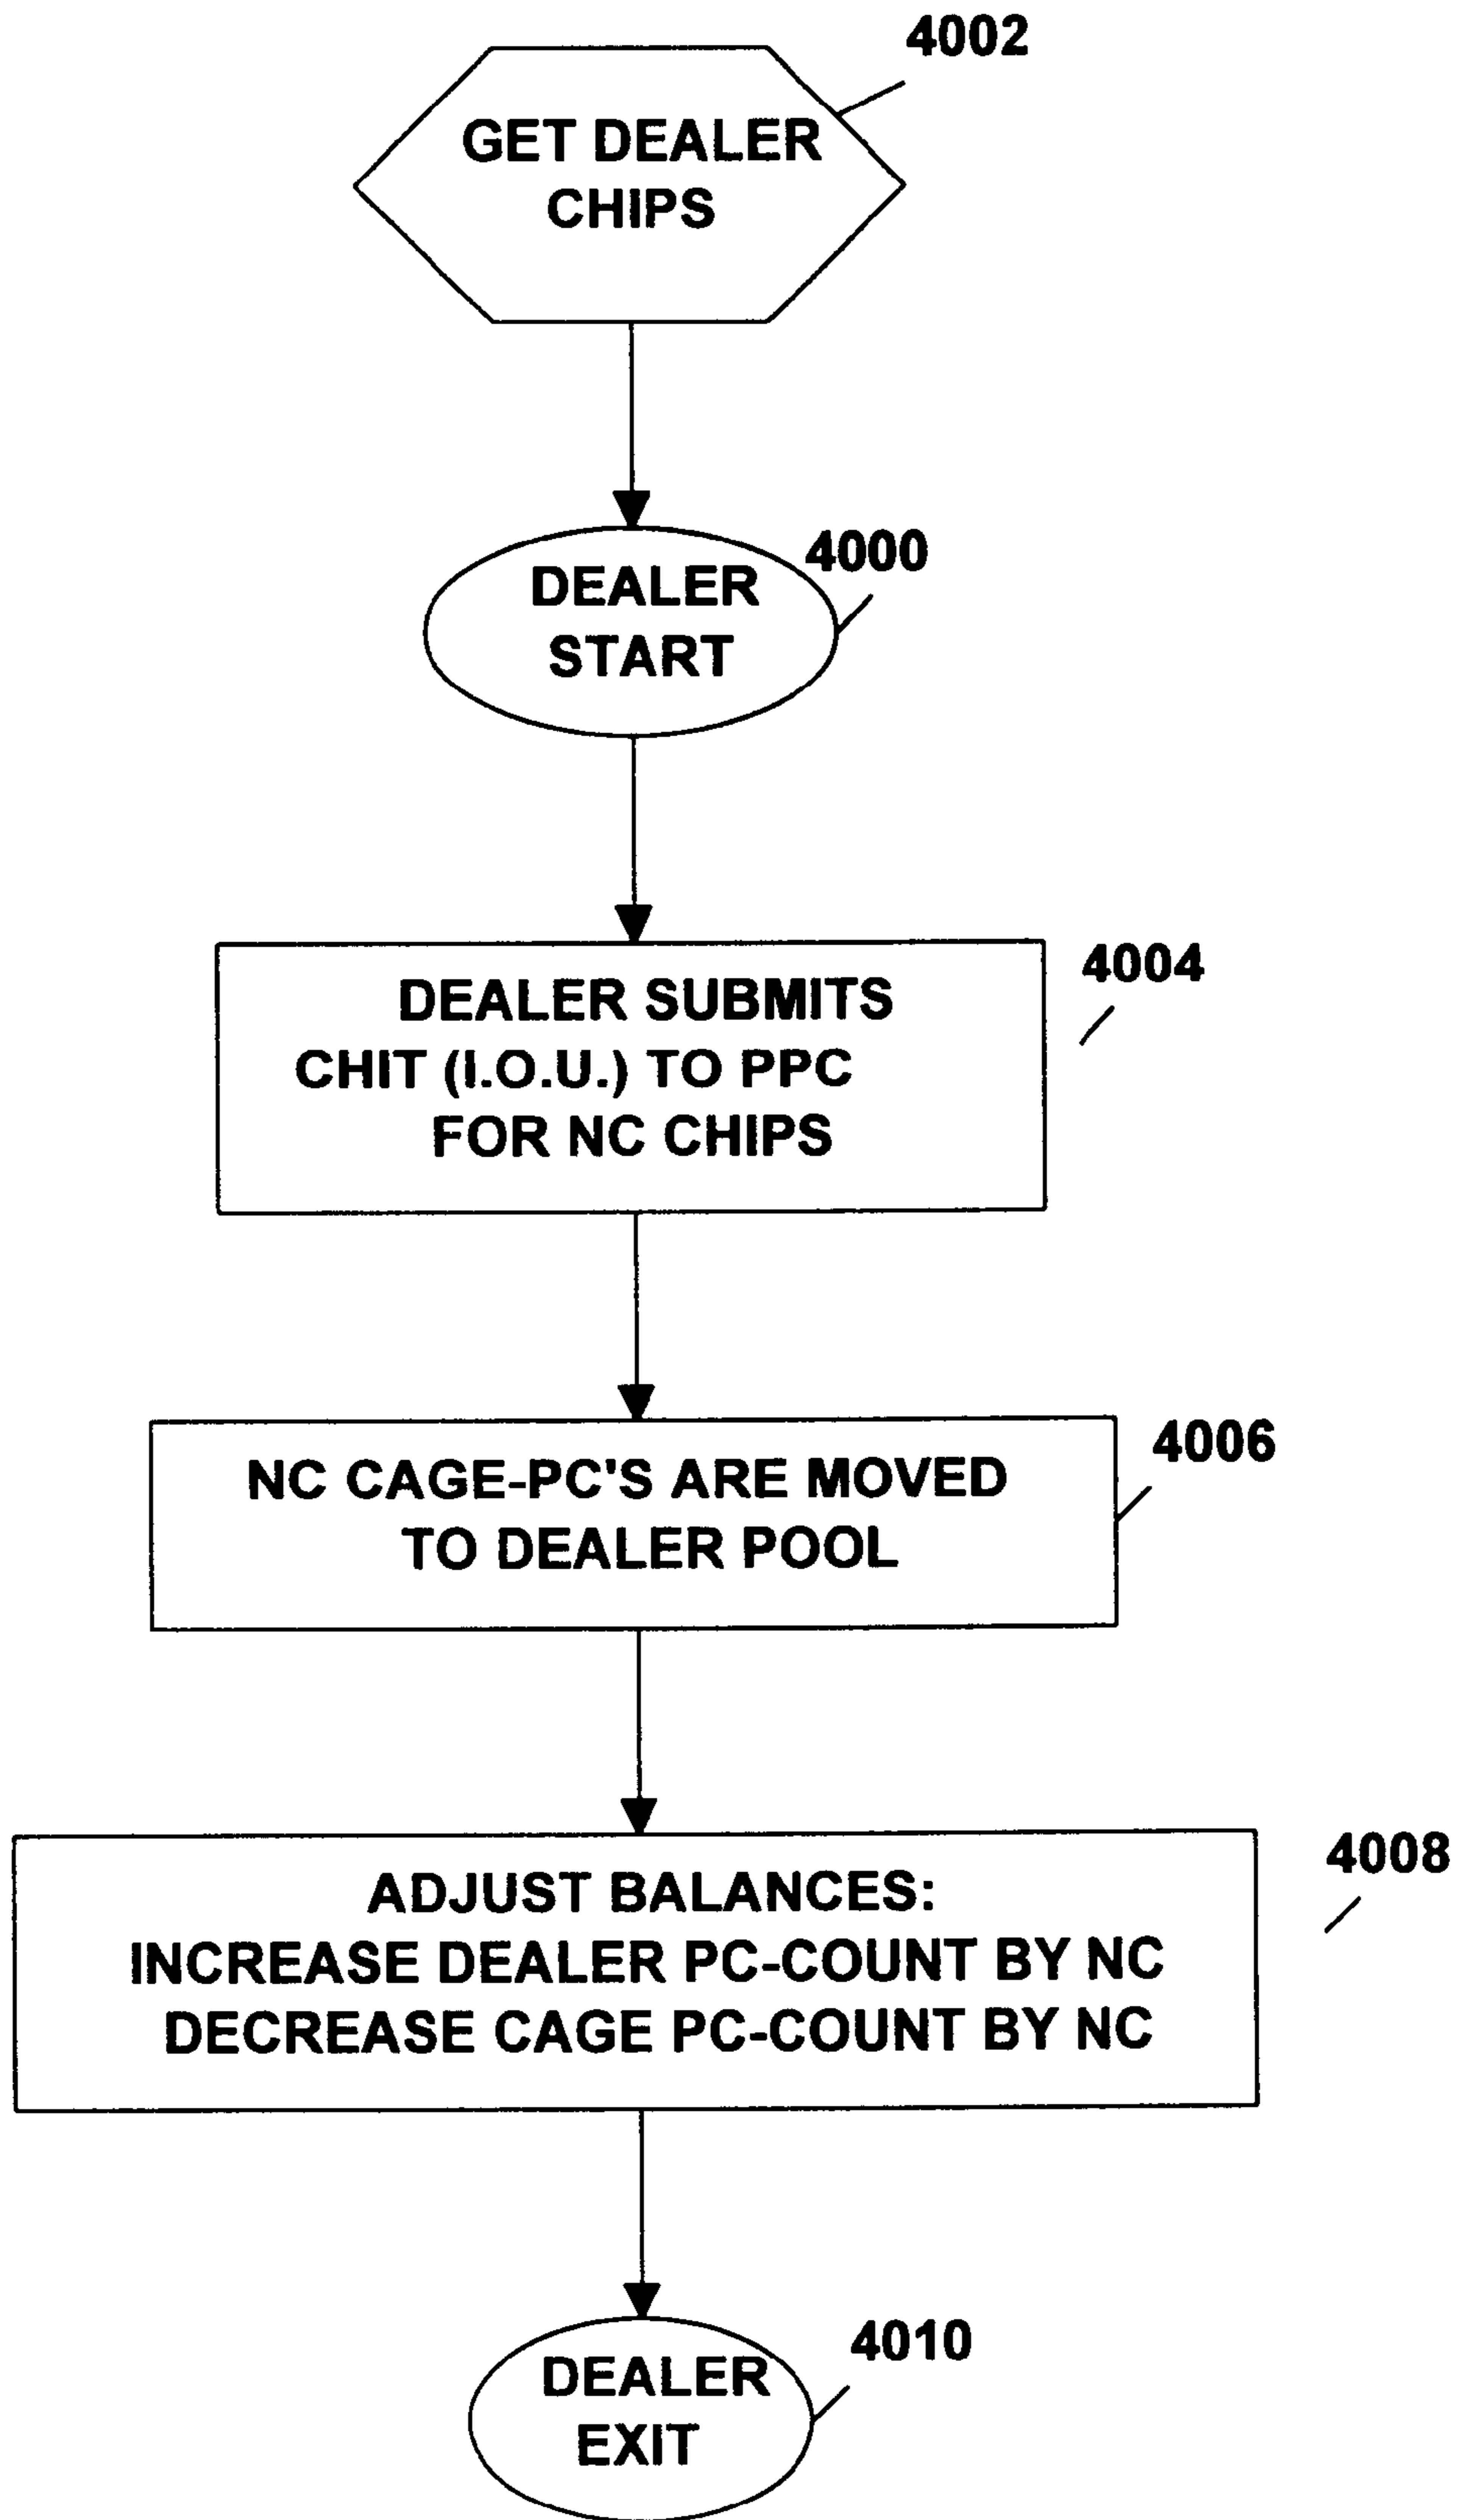 4002
GET DEALER
CHIPS
4000
DEALER
START
4004
DEALER SUBMITS
CHIT (I.O.U.) TO PPC
FOR NC CHIPS
4006
NC CAGE-PC'S ARE MOVED
TO DEALER POOL
4008
ADJUST BALANCES:
INCREASE DEALER PC-COUNT BY NC
DECREASE CAGE PC-COUNT BY NC
4010
DEALER
EXIT